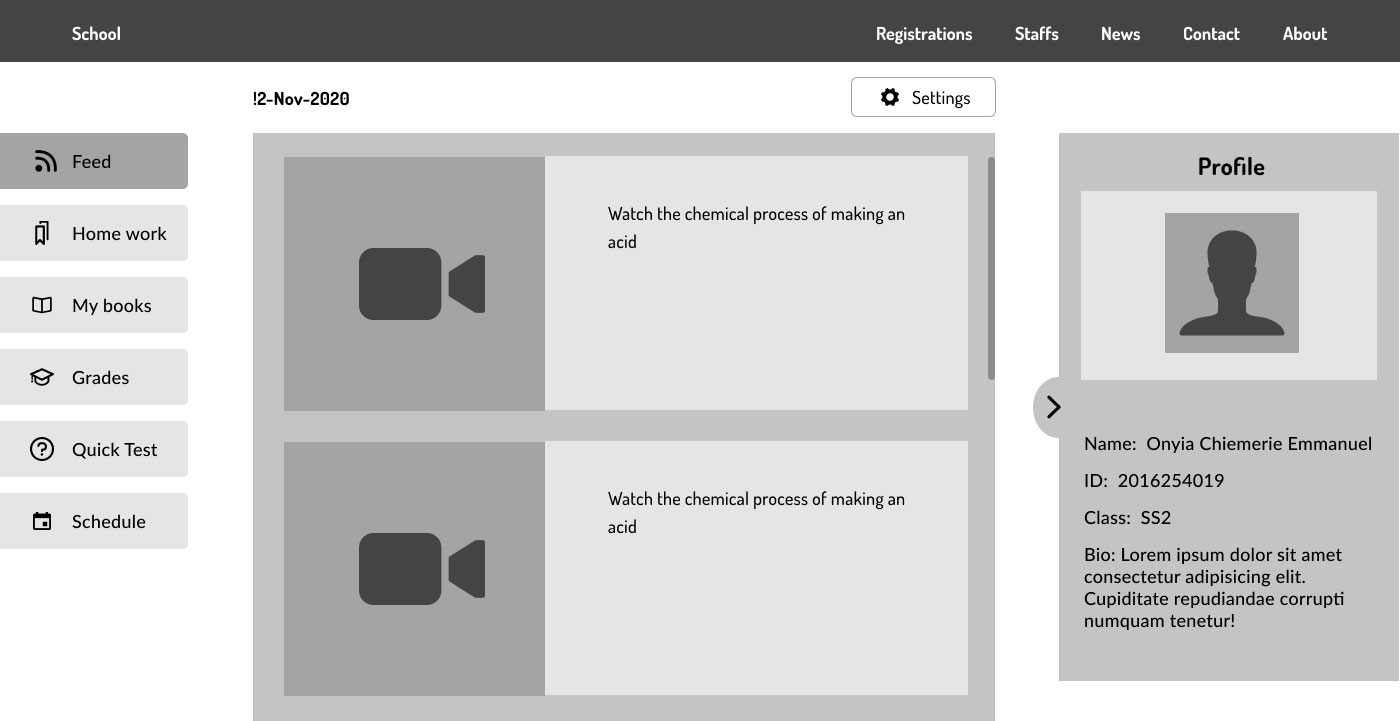 School
Registrations
Staffs
News
Contact
About
!2-Nov-2020
Settings
Feed
Home work
My books
Grades
Quick Test
Schedule
Watch the chemical process of making an
acid
Watch the chemical process of making an
acid
Profile
Name: Onyia Chiemerie Emmanuel
ID: 2016254019
Class: SS2
Bio: Lorem ipsum dolor sit amet
consectetur adipisicing elit.
Cupiditate repudiandae corrupti
numquam tenetur!